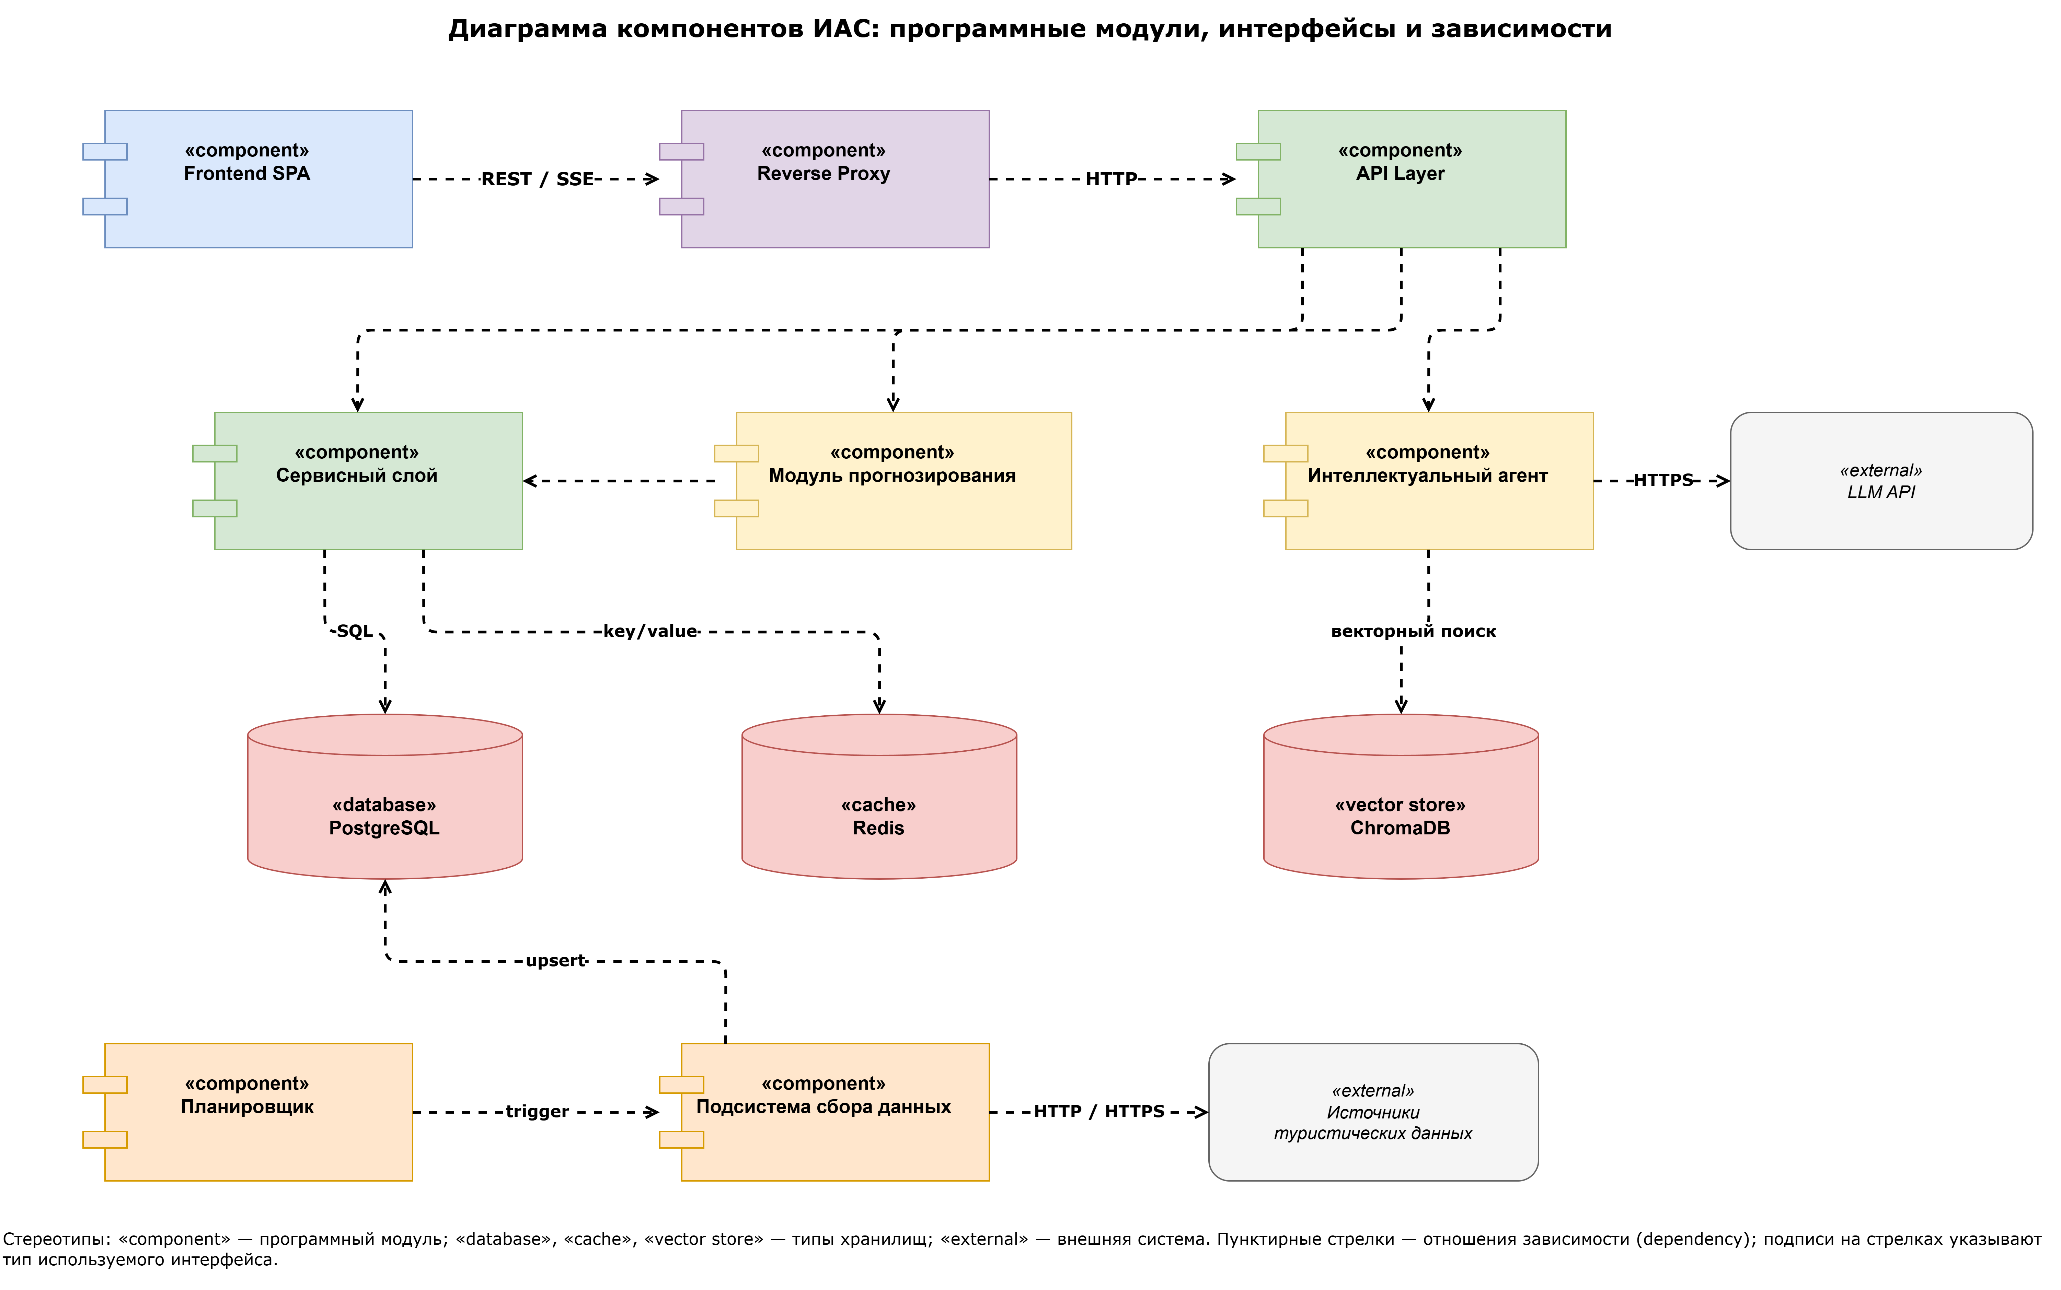 Диаграмма компонентов ИАС: программные модули, интерфейсы и зависимости
«component»
Frontend SPA
REST / SSE
«component»
Reverse Proxy
HTTP
«component»
API Layer
«component»
Сервисный слой
«component»
Модуль прогнозирования
«component»
Интеллектуальный агент
HTTPS
«external»
LLM API
SQL
key/value
векторный поиск
«database»
PostgreSQL
«cache»
Redis
«vector store»
ChromaDB
upsert
«component»
Планировщик
trigger
«component»
Подсистема сбора данных
HTTP / HTTPS
«external»
Источники
туристических данных
Стереотипы: «component» — программный модуль; «database», «cache», «vector store» — типы хранилищ; «external» — внешняя система. Пунктирные стрелки — отношения зависимости (dependency); подписи на стрелках указывают
тип используемого интерфейса.